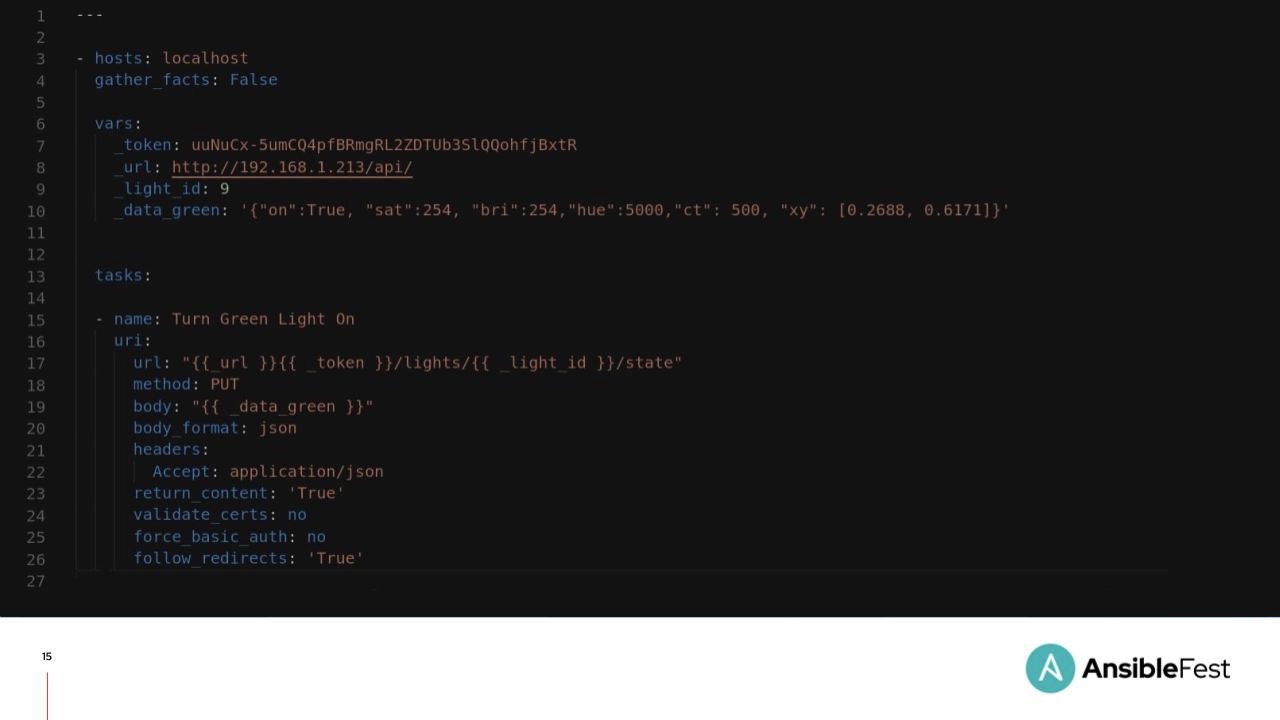 1 ---
2
3 - hosts: localhost
4 gather_facts: False
5
6 vars:
7 _token: uuNuCx-5umCQ4pfBRmgRL2ZDTUb3SlQQohfjBxtR
8 _url: http://192.168.1.213/api/
9 _light_id: 9
10 _data_green: '{"on":True, "sat":254, "bri":254,"hue":5000,"ct": 500, "xy": [0.2688, 0.6171]}'
11
12
13 tasks:
14
15 - name: Turn Green Light On
16 uri:
17 url: "{{_url }}{{ _token }}/lights/{{ _light_id }}/state"
18 method: PUT
19 body: "{{ _data_green }}"
20 body_format: json
21 headers:
22 Accept: application/json
23 return_content: 'True'
24 validate_certs: no
25 force_basic_auth: no
26 follow_redirects: 'True'
27
15
A AnsibleFest